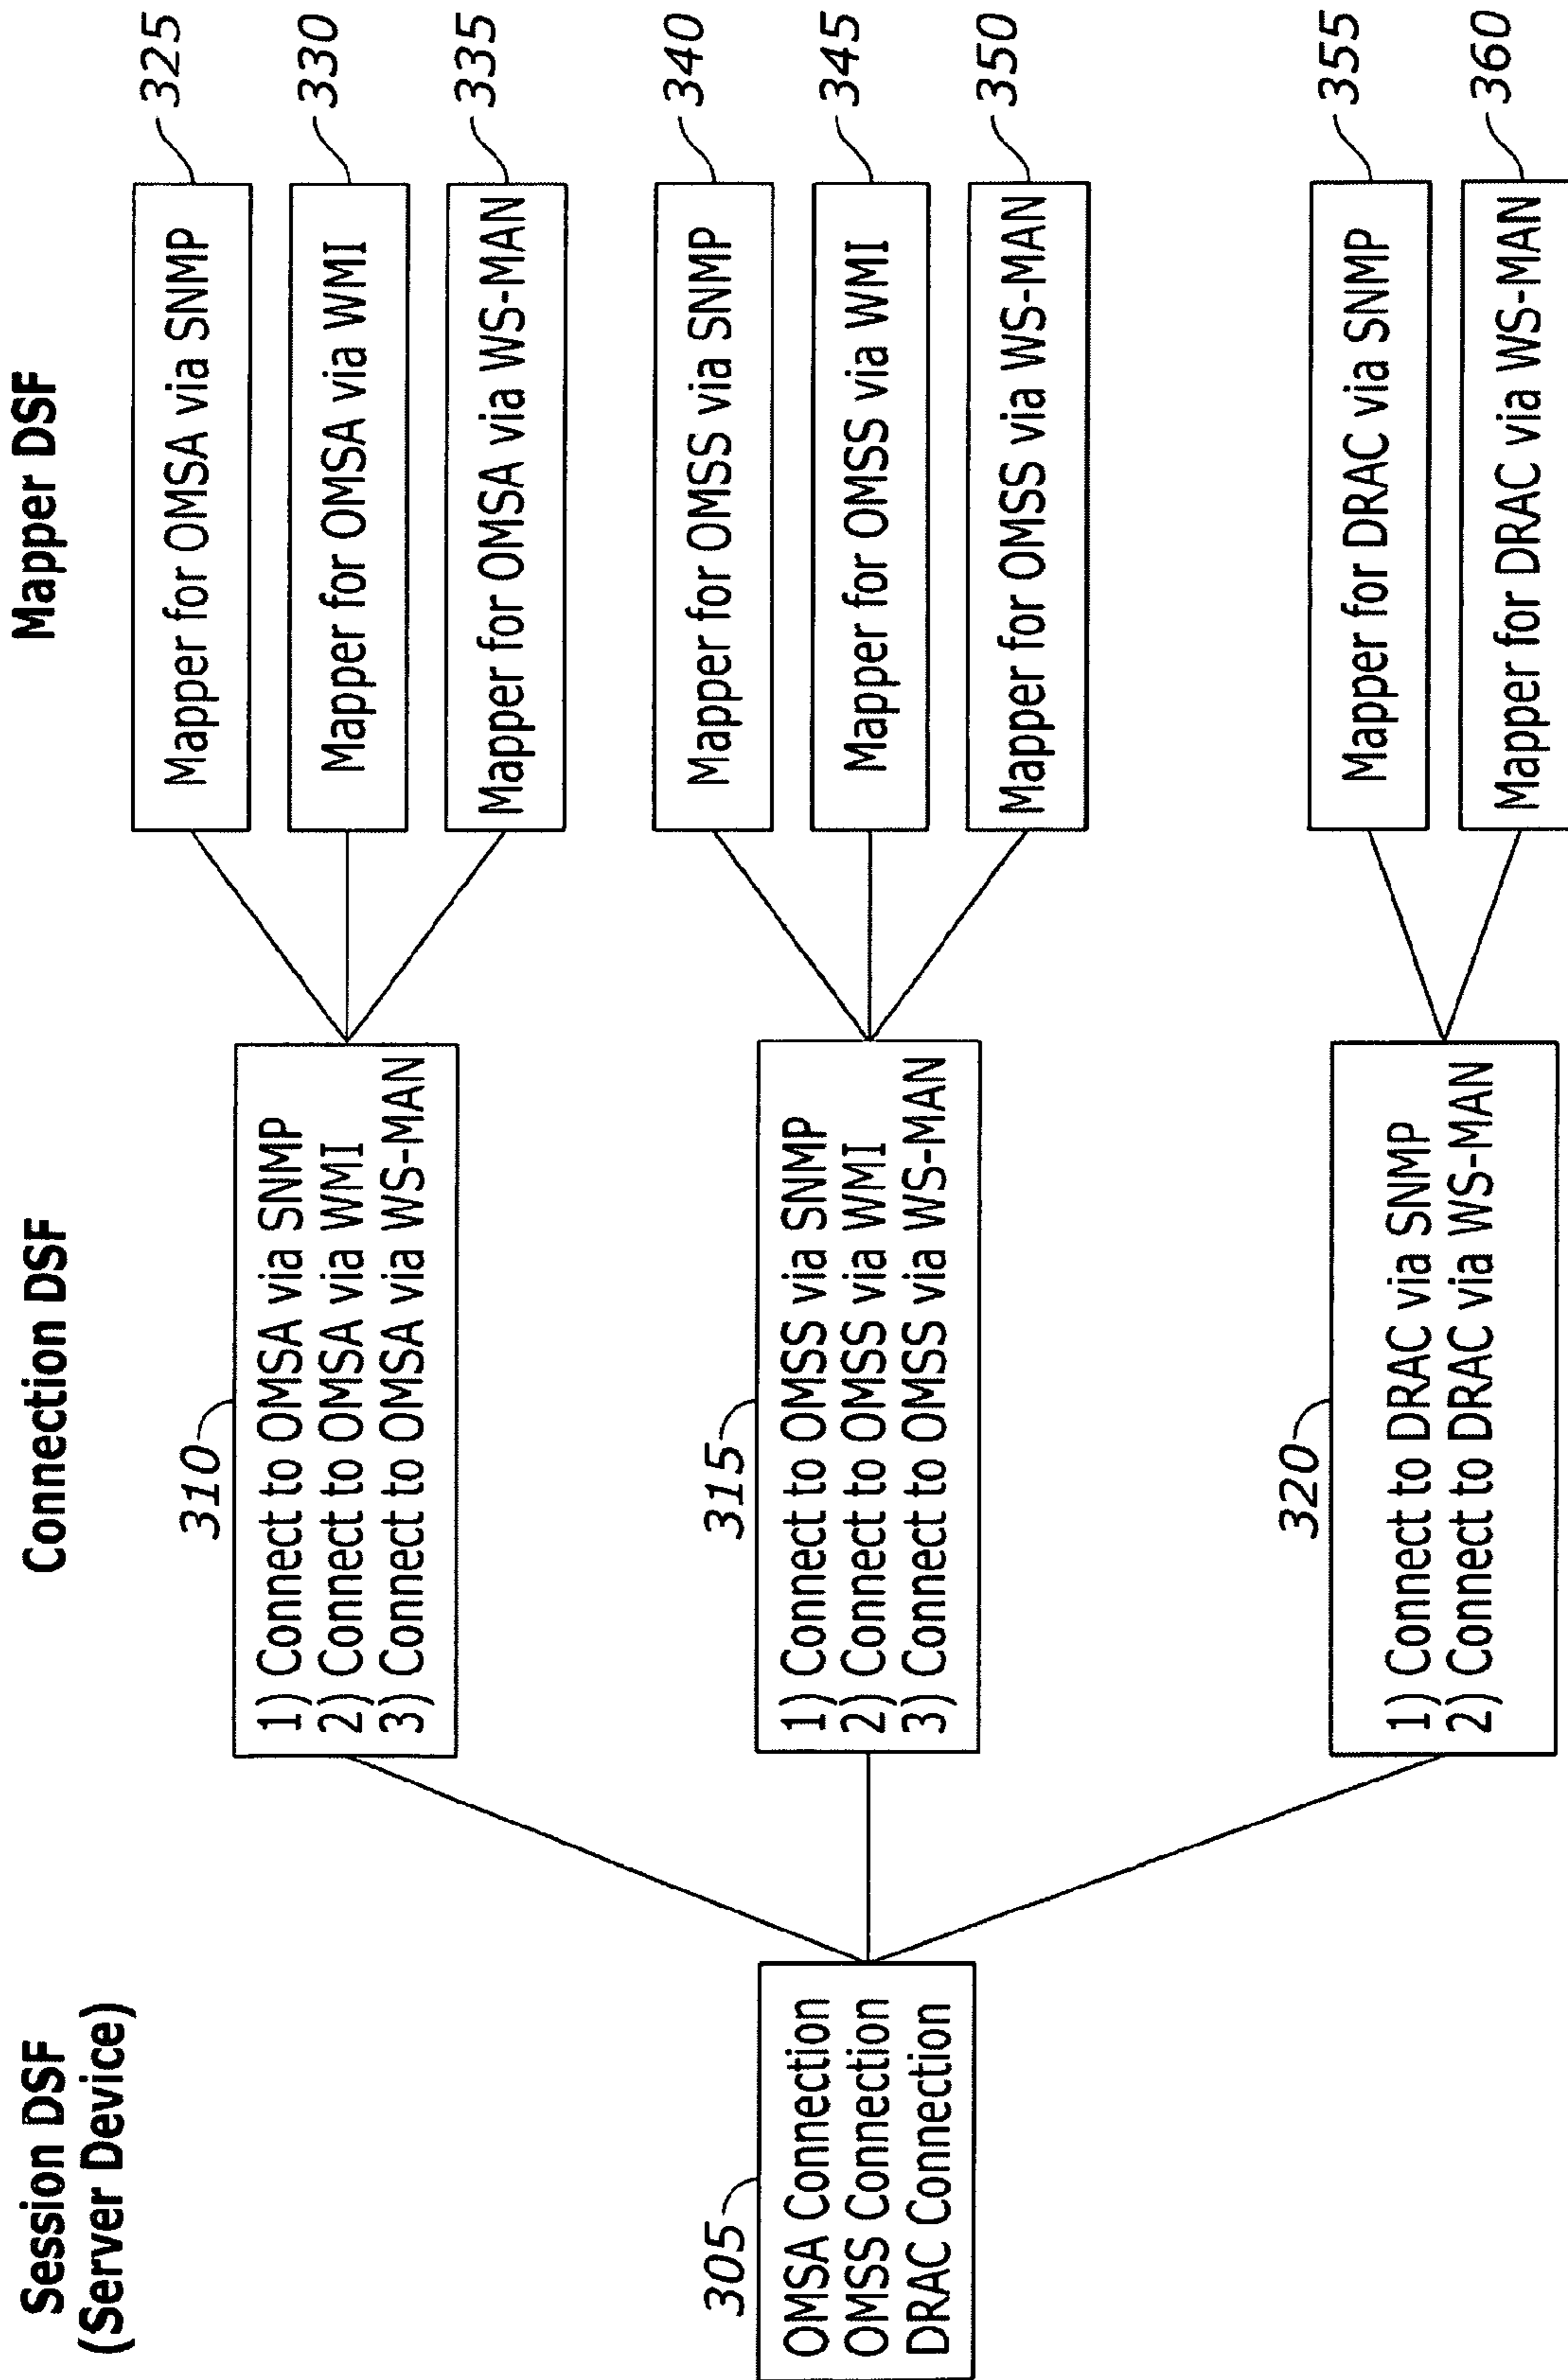 Session DSF
(Server Device)
Connection DSF
Mapper DSF
305
OMSA Connection
OMSS Connection
DRAC Connection
310
1) Connect to OMSA via SNMP
2) Connect to OMSA via WMI
3) Connect to OMSA via WS-MAN
315
1) Connect to OMSS via SNMP
2) Connect to OMSS via WMI
3) Connect to OMSS via WS-MAN
320
1) Connect to DRAC via SNMP
2) Connect to DRAC via WS-MAN
Mapper for OMSA via SNMP
325
Mapper for OMSA via WMI
330
Mapper for OMSA via WS-MAN
335
Mapper for OMSS via SNMP
340
Mapper for OMSS via WMI
345
Mapper for OMSS via WS-MAN
350
Mapper for DRAC via SNMP
355
Mapper for DRAC via WS-MAN
360